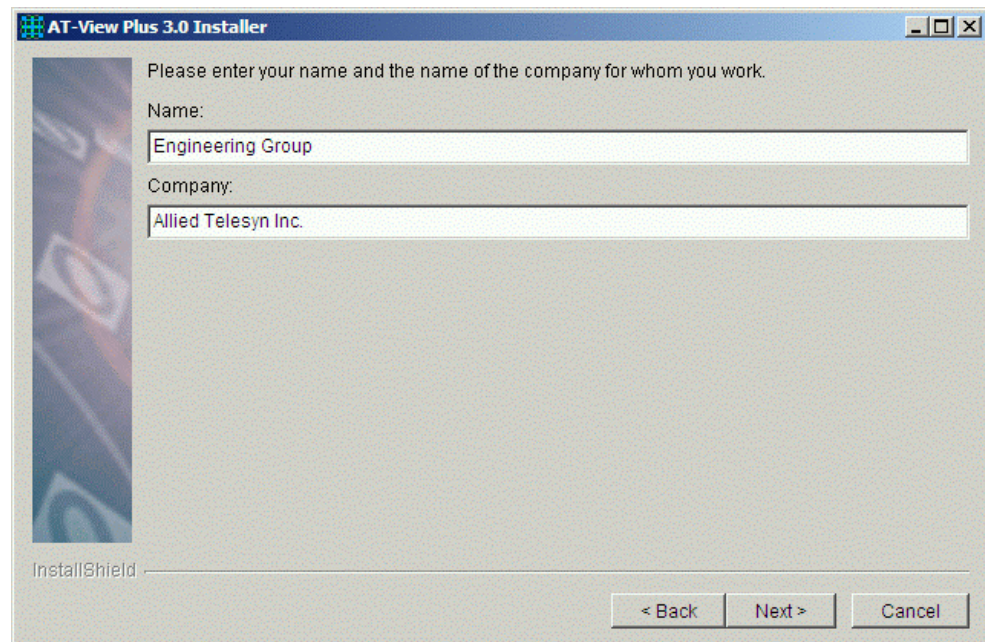 AT-View Plus 3.0 Installer
Please enter your name and the name of the company for whom you work.
Name:
Engineering Group
Company:
Allied Telesyn Inc.
InstallShield
< Back Next > Cancel